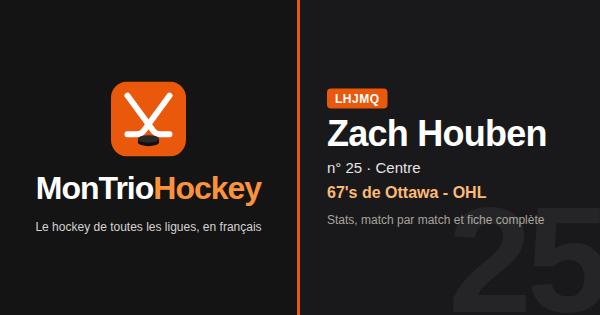 MonTrioHockey
Le hockey de toutes les ligues, en français
LHJMQ
Zach Houben
n° 25 · Centre
67's de Ottawa - OHL
Stats, match par match et fiche complète
25